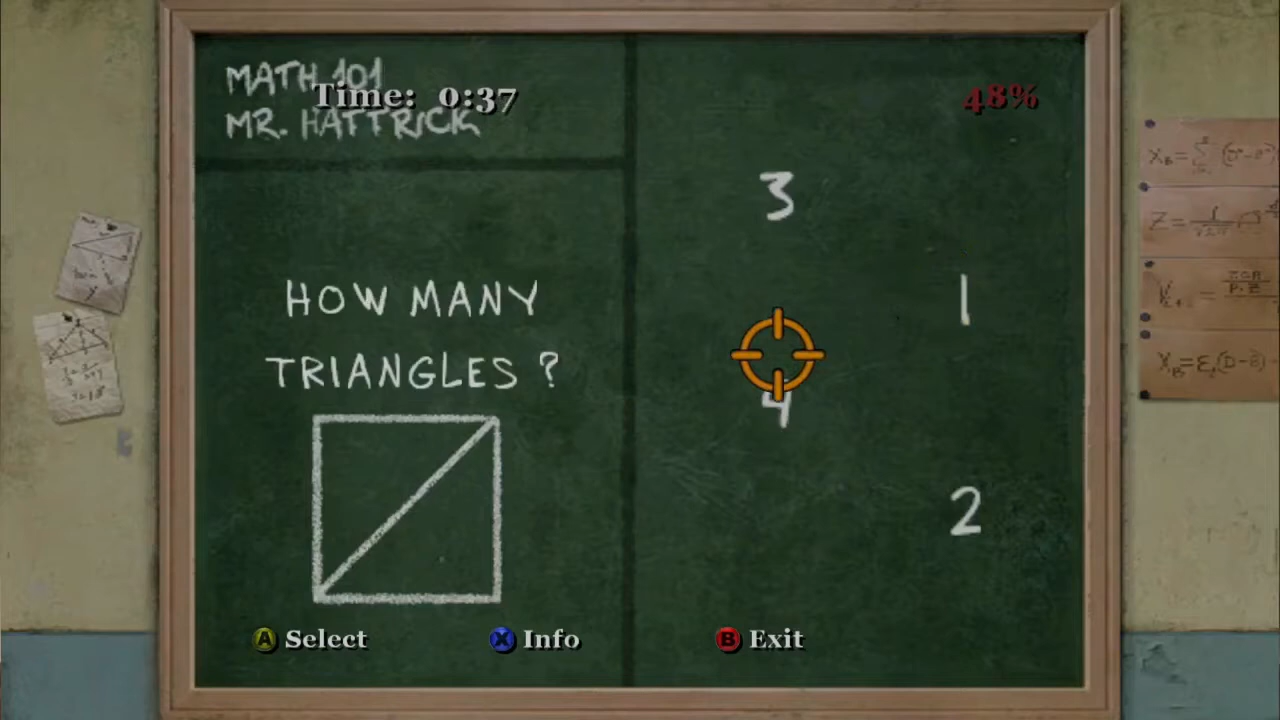 MATH 101
Time: 0:37
48%
MR. HATTRICK
3
HOW MANY
1
TRIANGLES ?
4
2
A Select
X Info
B Exit